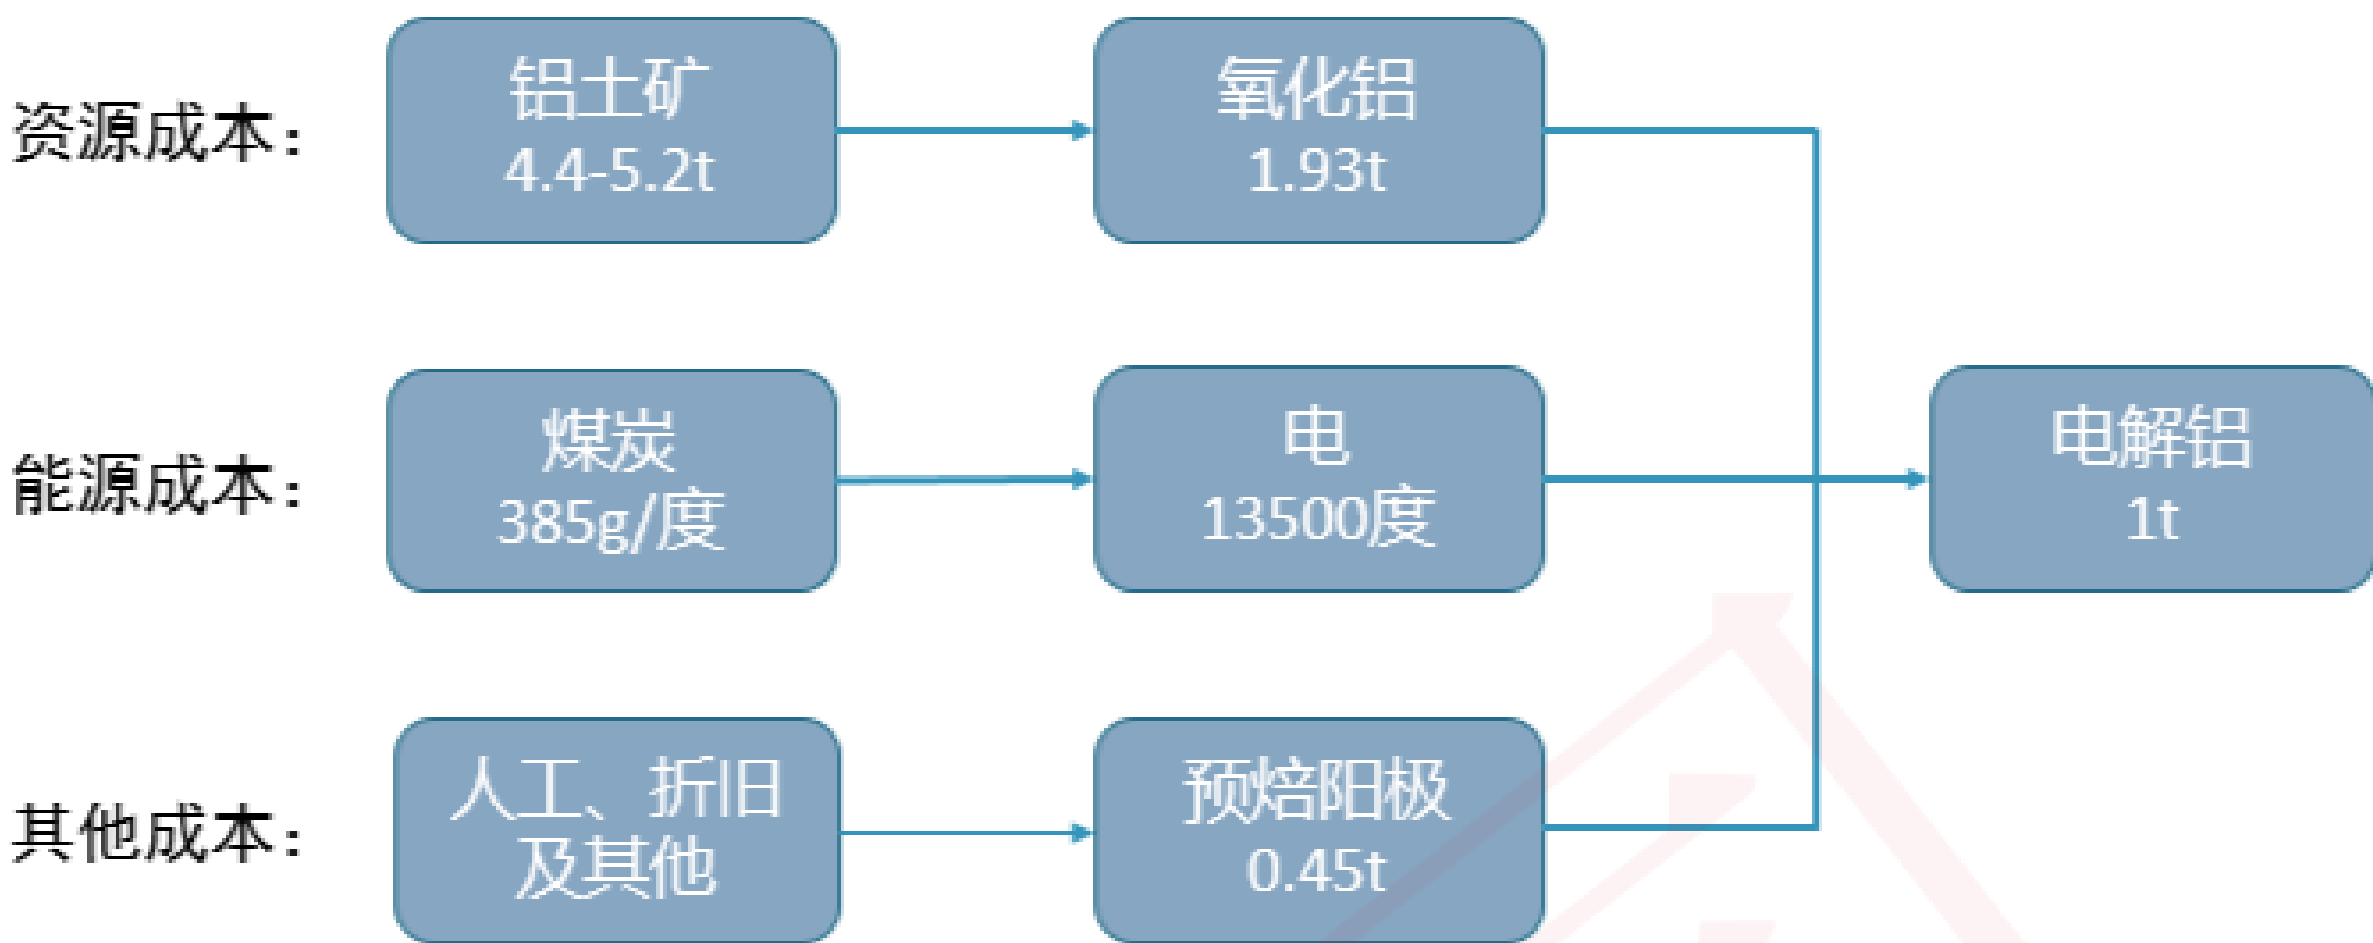 资源成本：
铝土矿
4.4-5.2t
氧化铝
1.93t
能源成本：
煤炭
385g/度
电
13500度
电解铝
1t
其他成本：
人工、折旧
及其他
预焙阳极
0.45t